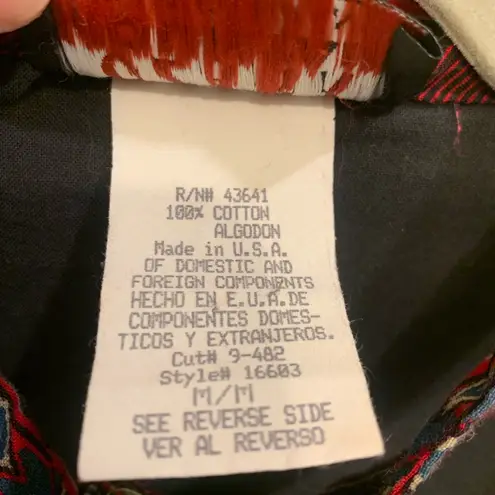 R/N# 43641
100% COTTON
ALGODON
Made in U.S.A.
OF DOMESTIC AND
FOREIGN COMPONENTS
HECHO EN E.U.A.DE
COMPONENTES DOMES-
TICOS Y EXTRANJEROS.
Cut# 9-482
Style# 16603
M/M
SEE REVERSE SIDE
VER AL REVERSO